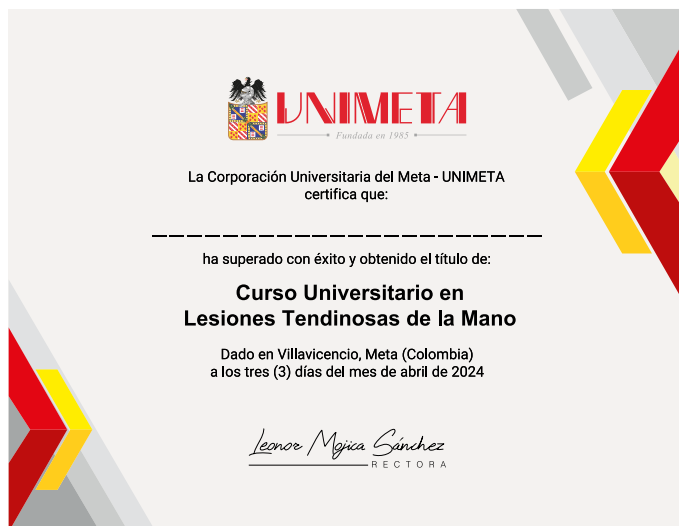 UNIMETA
Fundada en 1985
La Corporación Universitaria del Meta - UNIMETA
certifica que:
ha superado con éxito y obtenido el título de:
Curso Universitario en
Lesiones Tendinosas de la Mano
Dado en Villavicencio, Meta (Colombia)
a los tres (3) días del mes de abril de 2024
Leonor Mojica Sánchez
RECTORA